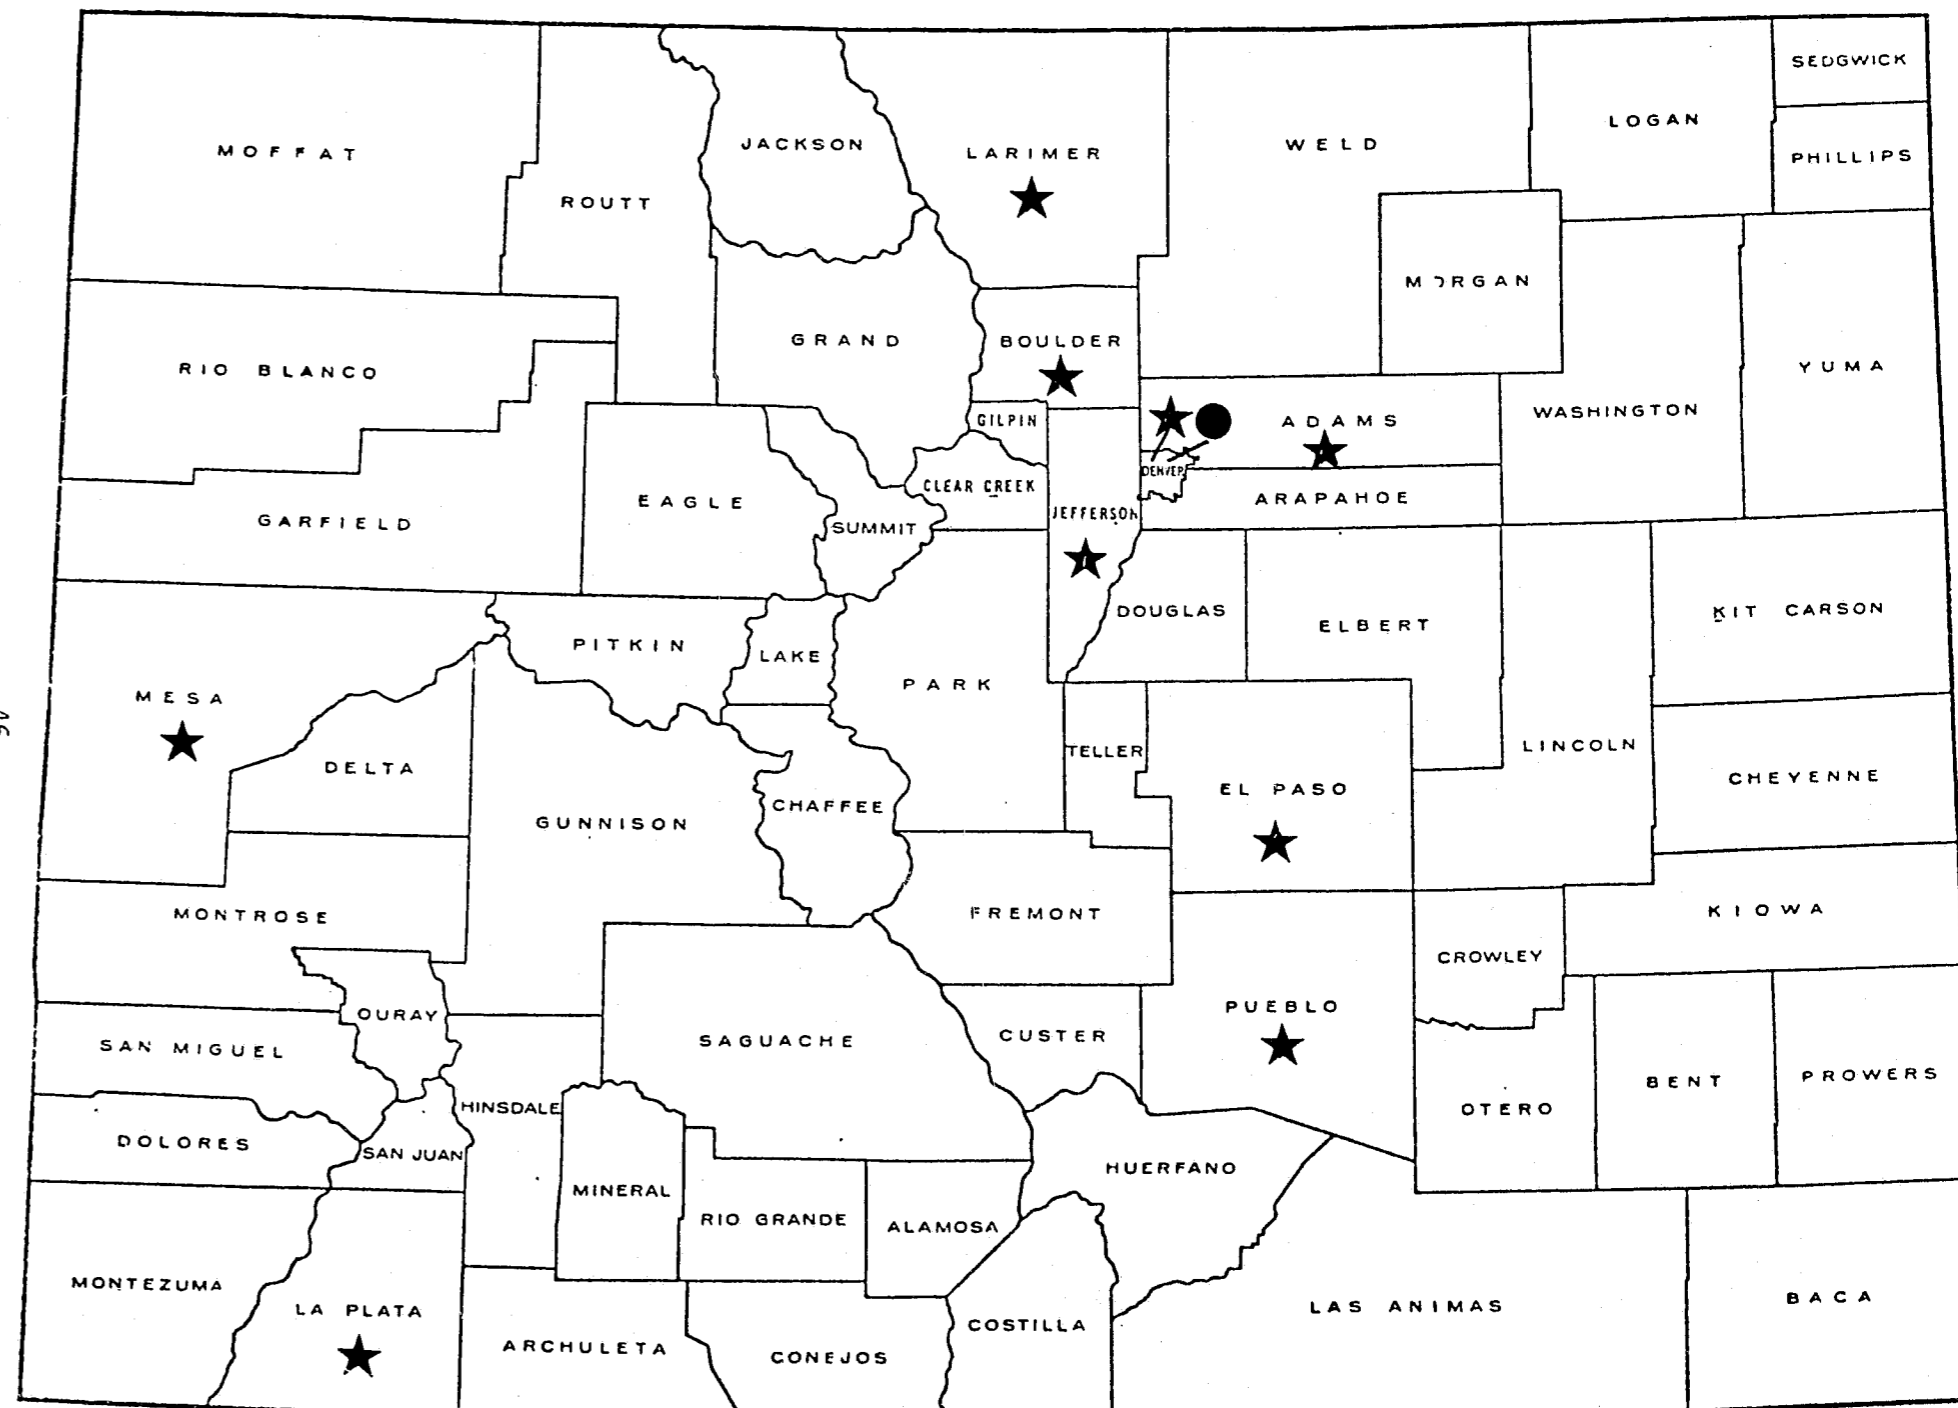 SEDGWICK
LOGAN
MOFFAT
JACKSON
LARIMER
WELD
PHILLIPS
ROUTT
MORGAN
GRAND
BOULDER
RIO BLANCO
YUMA
GILPIN
ADAMS
WASHINGTON
DENVER
CLEAR CREEK
EAGLE
ARAPAHOE
GARFIELD
SUMMIT
JEFFERSON
DOUGLAS
ELBERT
KIT CARSON
PITKIN
LAKE
PARK
MESA
TELLER
LINCOLN
DELTA
CHEYENNE
EL PASO
CHAFFEE
GUNNISON
MONTROSE
FREMONT
KIOWA
CROWLEY
PUEBLO
OURAY
SAN MIGUEL
SAGUACHE
CUSTER
BENT
PROWERS
HINSDALE
OTERO
DOLORES
SAN JUAN
HUERFANO
MINERAL
RIO GRANDE
ALAMOSA
MONTEZUMA
LA PLATA
LAS ANIMAS
BACA
COSTILLA
ARCHULETA
CONEJOS